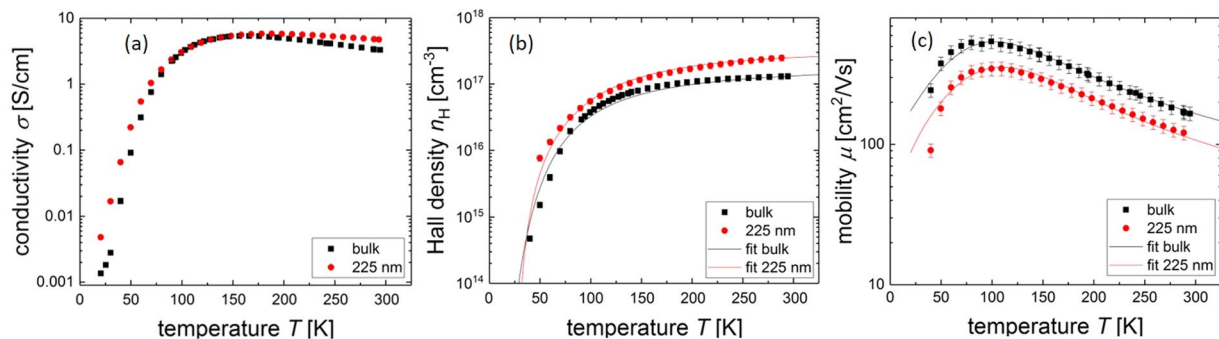 (a)
conductivity σ [S/cm]
10
1
0.1
0.01
0.001
0 50 100 150 200 250 300
temperature T [K]
bulk
225 nm
(b)
Hall density nH [cm-3]
10^18
10^17
10^16
10^15
10^14
0 50 100 150 200 250 300
temperature T [K]
bulk
225 nm
fit bulk
fit 225 nm
(c)
mobility μ [cm²/V/s]
100
10
0 50 100 150 200 250 300
temperature T [K]
bulk
225 nm
fit bulk
fit 225 nm